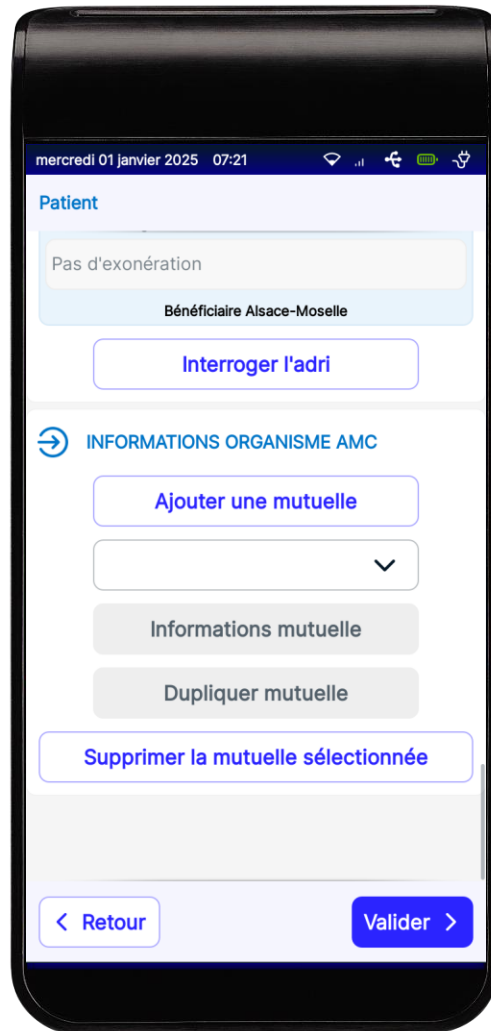 mercredi 01 janvier 2025 07:21
Patient
Pas d'exonération
Bénéficiaire Alsace-Moselle
Interroger l'adri
INFORMATIONS ORGANISME AMC
Ajouter une mutuelle
Informations mutuelle
Dupliquer mutuelle
Supprimer la mutuelle sélectionnée
Retour
Valider